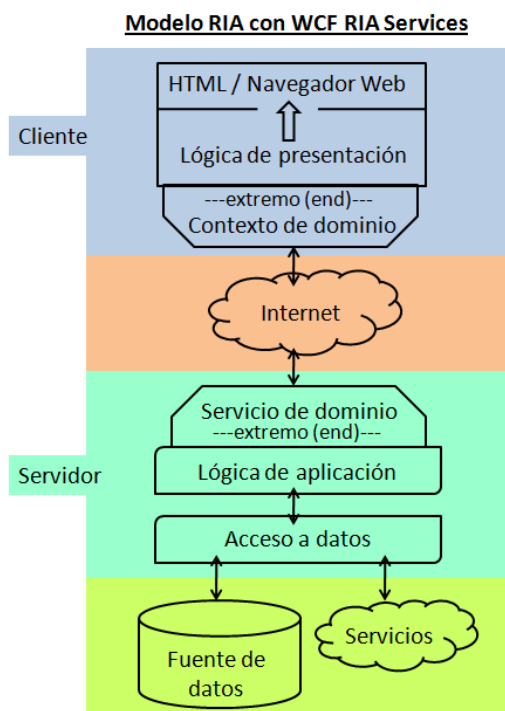 Modelo RIA con WCF RIA Services
HTML / Navegador Web
Cliente
Lógica de presentación
---extremo (end)---
Contexto de dominio
Internet
Servicio de dominio
---extremo (end)---
Servidor
Lógica de aplicación
Acceso a datos
Fuente de
datos
Servicios